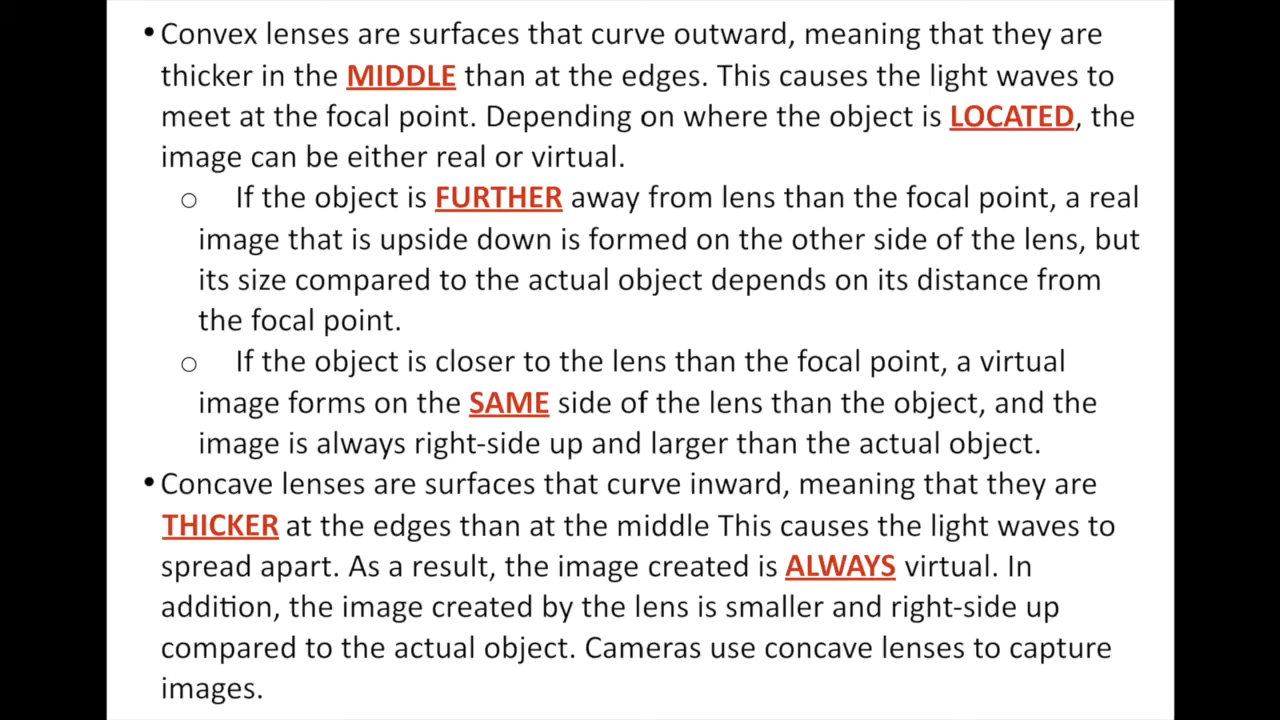 • Convex lenses are surfaces that curve outward, meaning that they are
thicker in the MIDDLE than at the edges. This causes the light waves to
meet at the focal point. Depending on where the object is LOCATED, the
image can be either real or virtual.
o If the object is FURTHER away from lens than the focal point, a real
image that is upside down is formed on the other side of the lens, but
its size compared to the actual object depends on its distance from
the focal point.
o If the object is closer to the lens than the focal point, a virtual
image forms on the SAME side of the lens than the object, and the
image is always right-side up and larger than the actual object.
• Concave lenses are surfaces that curve inward, meaning that they are
THICKER at the edges than at the middle This causes the light waves to
spread apart. As a result, the image created is ALWAYS virtual. In
addition, the image created by the lens is smaller and right-side up
compared to the actual object. Cameras use concave lenses to capture
images.